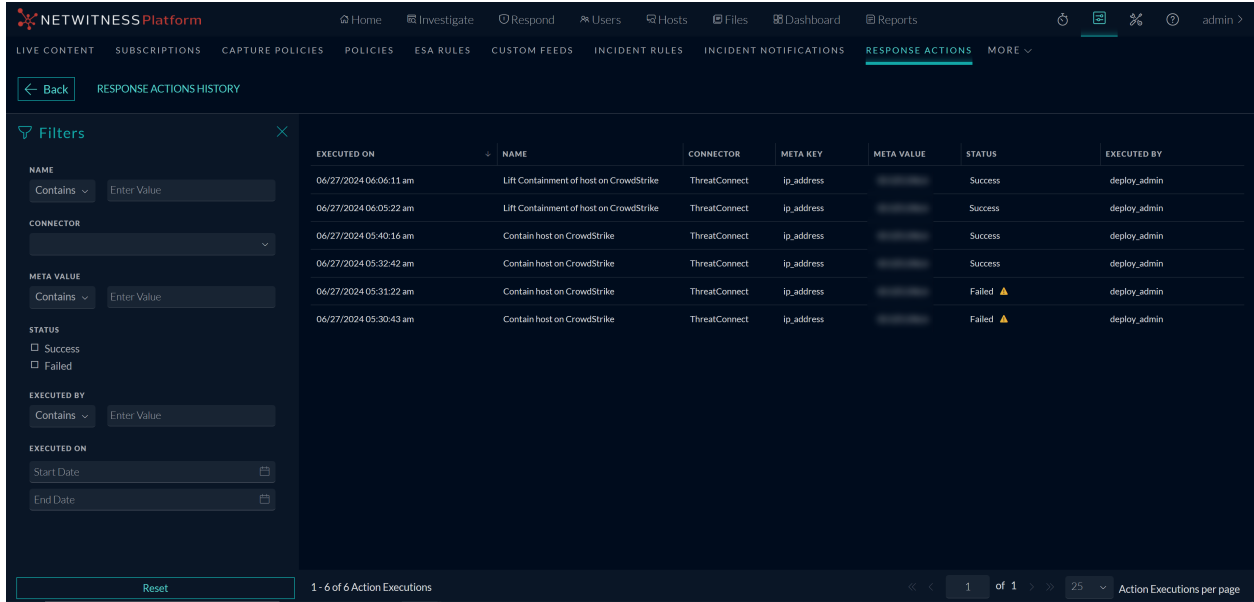 NETWITNESS Platform Home Investigate Respond Users Hosts Files Dashboard Reports admin >
LIVE CONTENT SUBSCRIPTIONS CAPTURE POLICIES POLICIES ESA RULES CUSTOM FEEDS INCIDENT RULES INCIDENT NOTIFICATIONS RESPONSE ACTIONS MORE
← Back RESPONSE ACTIONS HISTORY
Filters
NAME
Contains Enter Value
CONNECTOR
META VALUE
Contains Enter Value
STATUS
Success
Failed
EXECUTED BY
Contains Enter Value
EXECUTED ON
Start Date
End Date
Reset
EXECUTED ON NAME CONNECTOR META KEY META VALUE STATUS EXECUTED BY
06/27/2024 06:06:11 am Lift Containment of host on CrowdStrike ThreatConnect ip_address Success deploy_admin
06/27/2024 06:05:22 am Lift Containment of host on CrowdStrike ThreatConnect ip_address Success deploy_admin
06/27/2024 05:40:16 am Contain host on CrowdStrike ThreatConnect ip_address Success deploy_admin
06/27/2024 05:32:42 am Contain host on CrowdStrike ThreatConnect ip_address Success deploy_admin
06/27/2024 05:31:22 am Contain host on CrowdStrike ThreatConnect ip_address Failed deploy_admin
06/27/2024 05:30:43 am Contain host on CrowdStrike ThreatConnect ip_address Failed deploy_admin
1 - 6 of 6 Action Executions << < 1 of 1 > >> 25 Action Executions per page